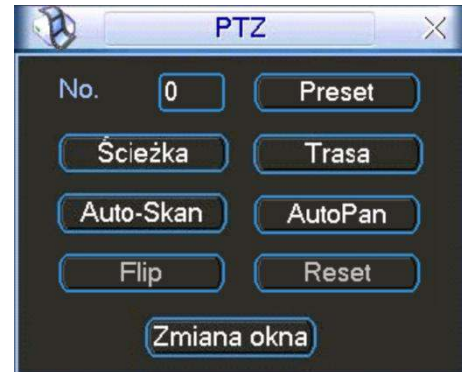 PTZ
No. 0 Preset
Ścieżka Trasa
Auto-Skan AutoPan
Flip Reset
Zmiana okna